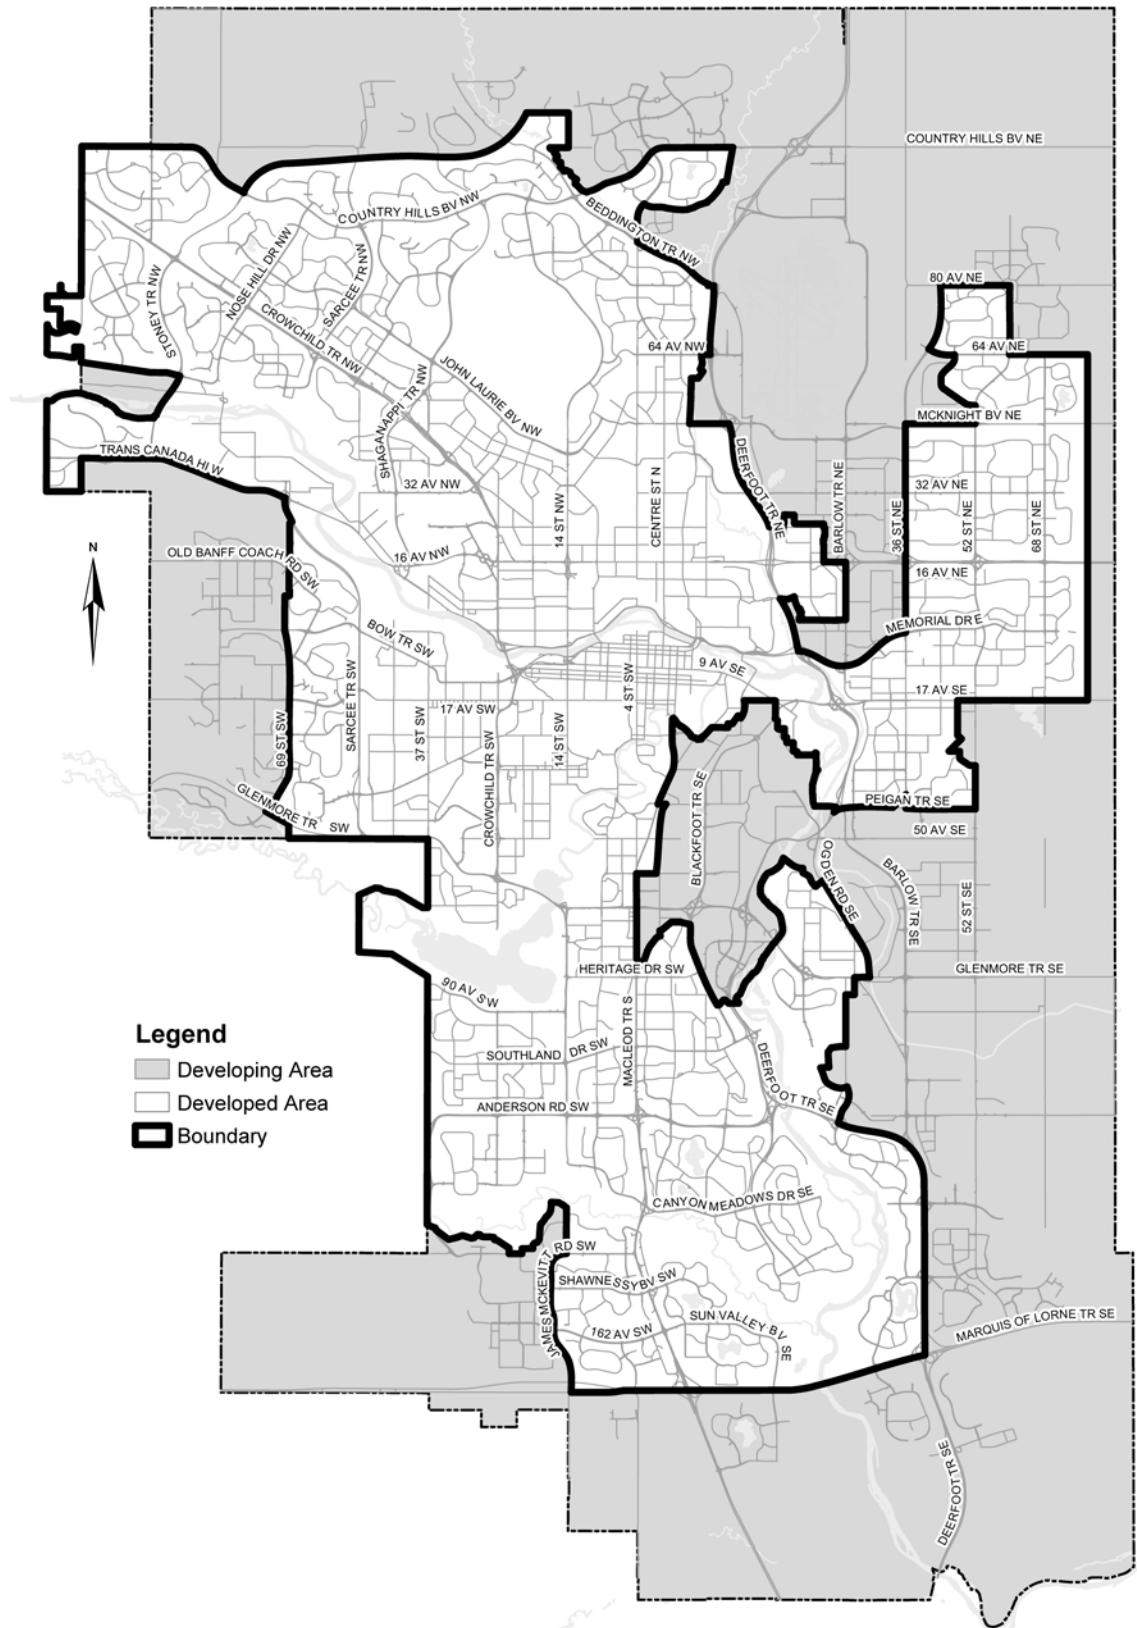 COUNTRY HILLS BV NE
COUNTRY HILLS BV NW
BEDDINGTON TR NW
NOSE HILL DR NW
SARCEE TR NW
STONEY TR NW
80 AV NE
CROWCHILD TR NW
64 AV NW
64 AV NE
JOHN LAURIE BV NW
SHAGANAPPI TR NW
MCKNIGHT BV NE
TRANS CANADA HI W
DEERFOOT TR NE
32 AV NW
BARLOW TR NE
32 AV NE
14 ST NW
CENTRE ST N
36 ST NE
52 ST NE
68 ST NE
N
OLD BANFF COACH RD SW
16 AV NW
16 AV NE
BOW TR SW
MEMORIAL DR E
9 AV SE
4 ST SW
17 AV SE
SARCEE TR SW
17 AV SW
69 ST SW
37 ST SW
14 ST SW
CROWCHILD TR SW
GLENMORE TR SW
BLACKFOOT TR SE
PEIGAN TR SE
50 AV SE
OGDEN RD SE
BARLOW TR SE
52 ST SE
HERITAGE DR SW
GLENMORE TR SE
90 AV SW
MACLEOD TR S
Legend
Developing Area
Developed Area
Boundary
SOUTHLAND DR SW
DEERFOOT TR SE
ANDERSON RD SW
CANYON MEADOWS DR SE
JAMES MCKEVITT RD SW
SHAWNESSY BV SW
SUN VALLEY BV SE
162 AV SW
MARQUIS OF LORNE TR SE
DEERFOOT TR SE